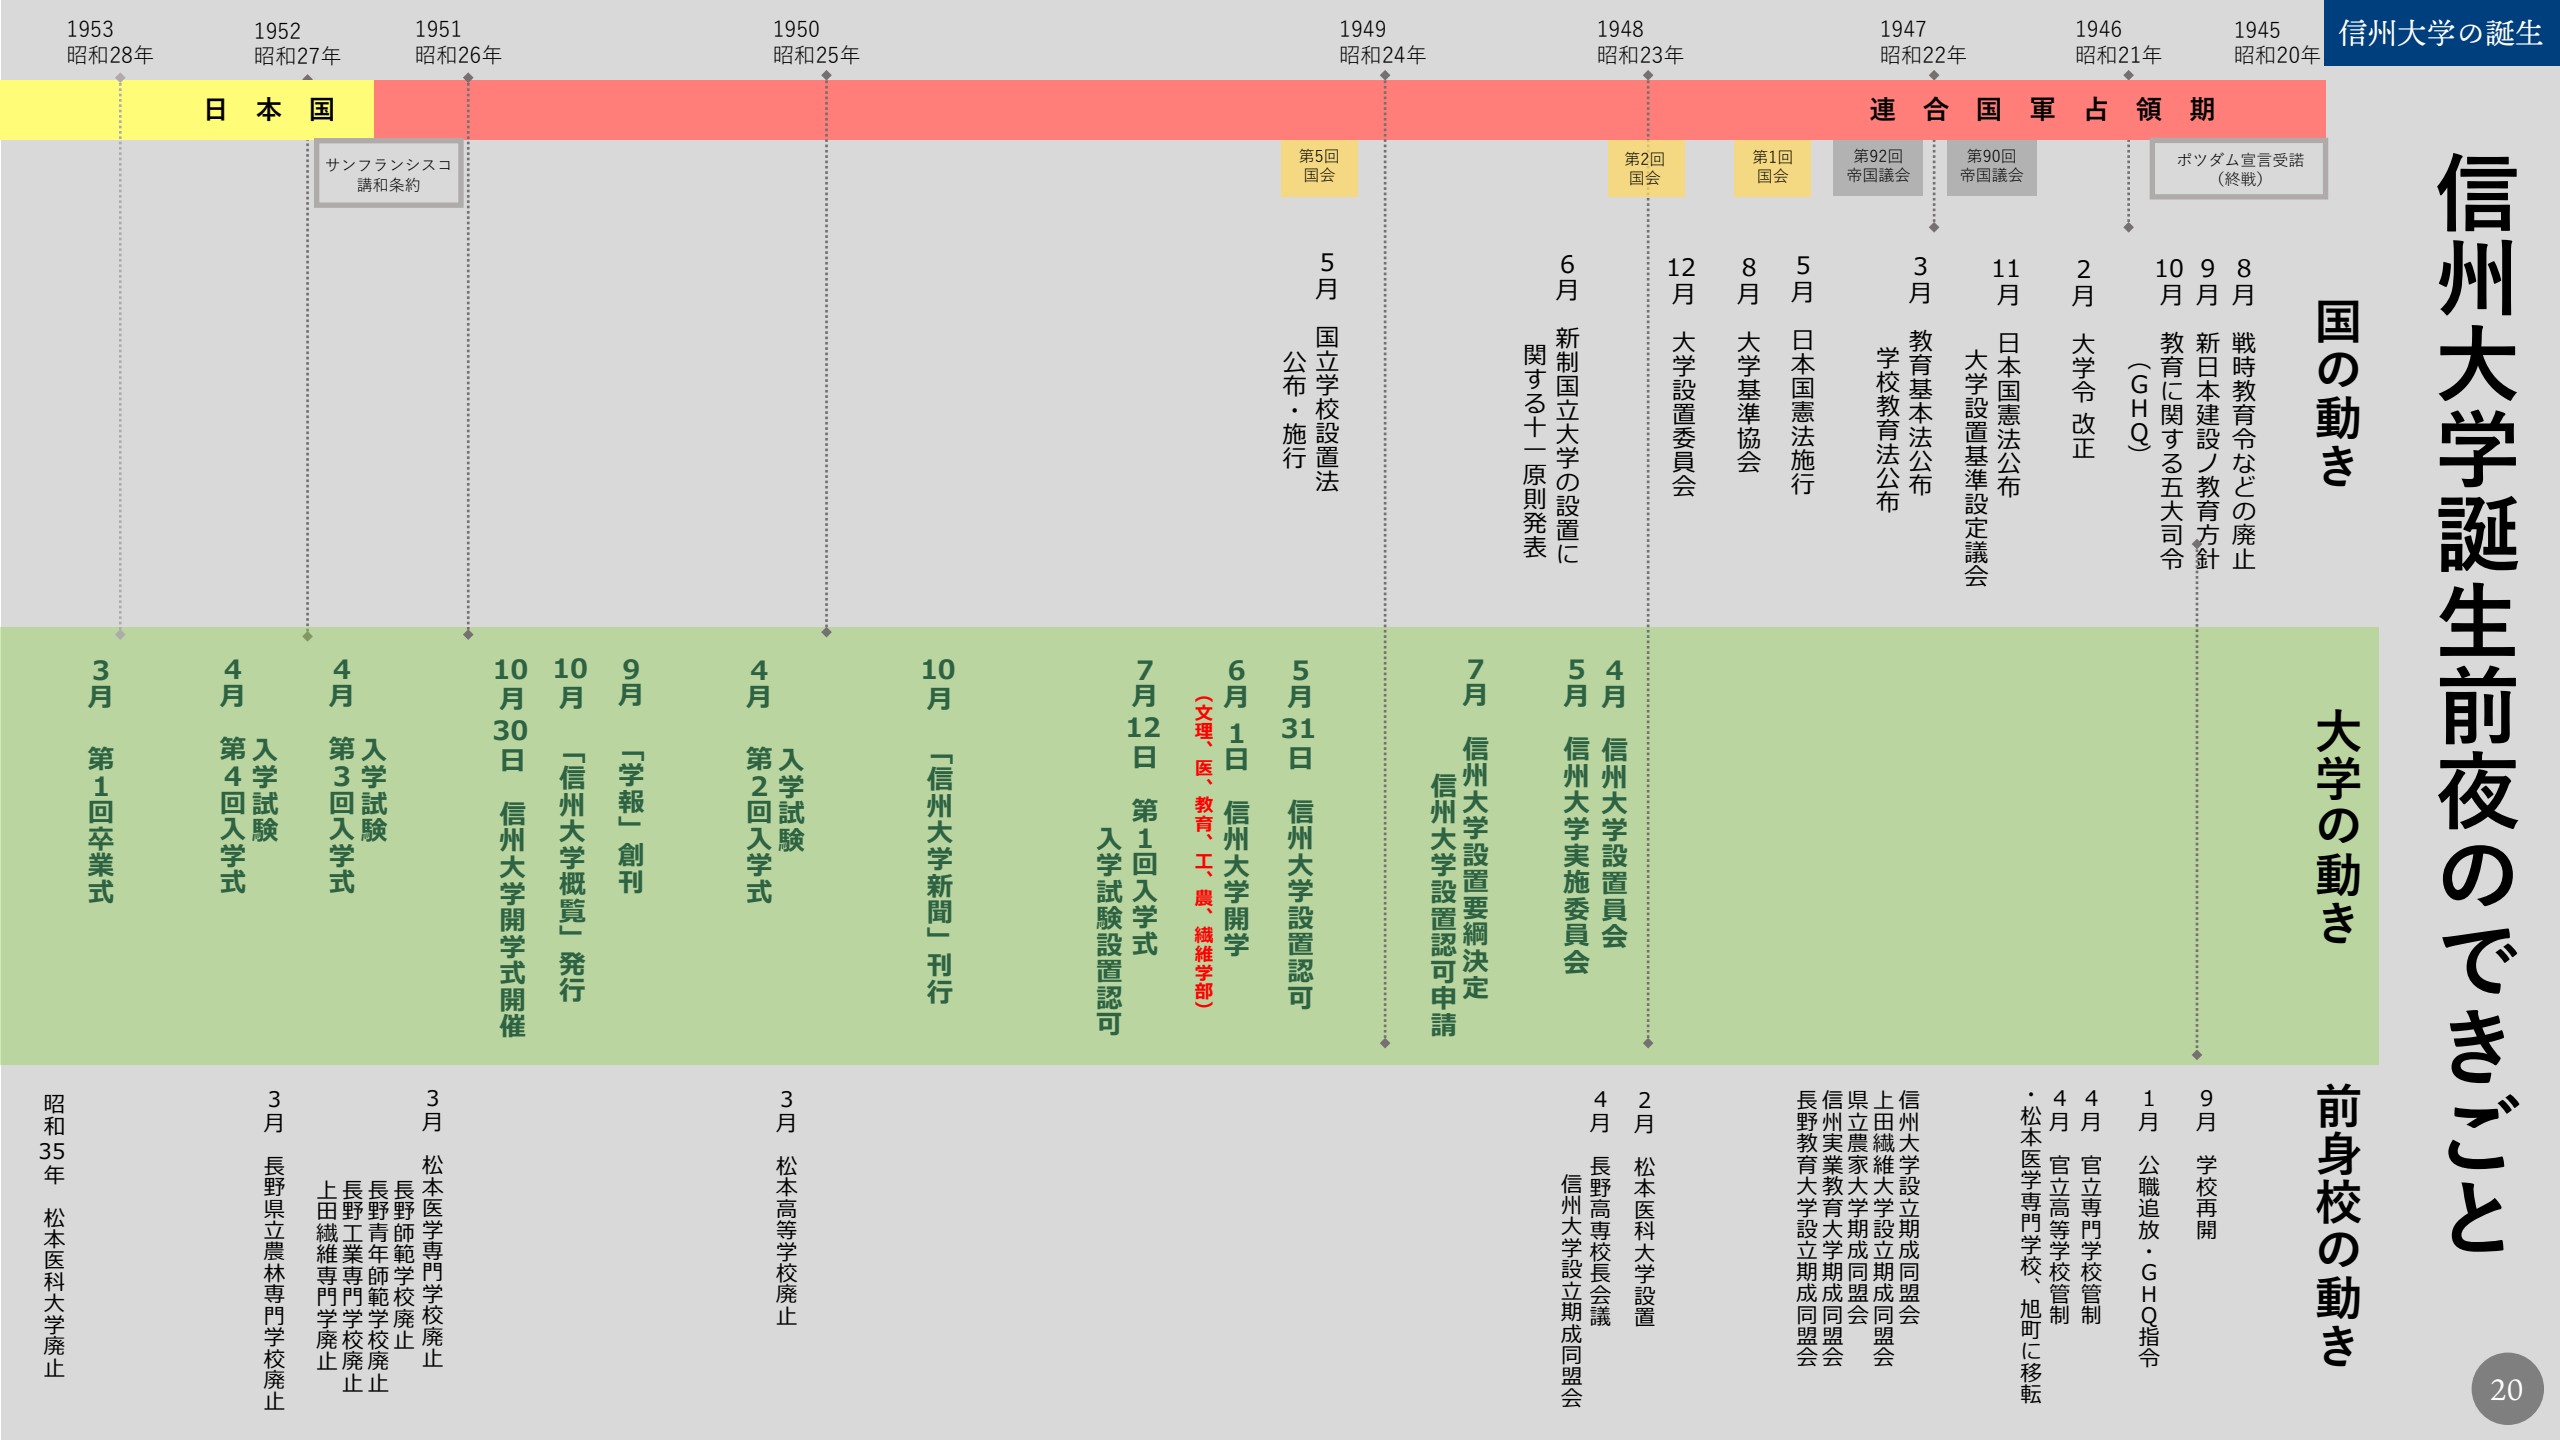 信州大学の誕生
信州大学誕生前夜のできごと
1945
昭和20年
1946
昭和21年
1947
昭和22年
1948
昭和23年
1949
昭和24年
1950
昭和25年
1951
昭和26年
1952
昭和27年
1953
昭和28年
連合国軍占領期
日本国
ポツダム宣言受諾
(終戦)
第90回
帝国議会
第92回
帝国議会
第1回
国会
第2回
国会
第5回
国会
サンフランシスコ
講和条約
国の動き
8月 戦時教育令などの廃止
9月 新日本建設ノ教育方針
10月 教育に関する五大司令
(GHQ)
2月 大学令 改正
11月 日本国憲法公布
大学設置基準設定議会
3月 教育基本法公布
学校教育法公布
5月 日本国憲法施行
8月 大学基準協会
12月 大学設置委員会
6月 新制国立大学の設置に
関する十一原則発表
5月 国立学校設置法
公布・施行
大学の動き
4月 信州大学設置員会
5月 信州大学実施委員会
7月 信州大学設置要綱決定
信州大学設置認可申請
5月31日 信州大学設置認可
6月1日 信州大学開学
(文理、医、教育、工、農、繊維学部)
7月12日 第1回入学式
入学試験設置認可
10月 「信州大学新聞」刊行
入学試験
4月 第2回入学式
9月 「学報」創刊
10月 「信州大学概覧」発行
10月30日 信州大学開学式開催
入学試験
4月 第3回入学式
入学試験
4月 第4回入学式
3月 第1回卒業式
前身校の動き
9月 学校再開
1月 公職追放・GHQ指令
4月 官立専門学校管制
4月 官立高等学校管制
・松本医学専門学校、旭町に移転
信州大学設立期成同盟会
上田繊維大学設立期成同盟会
県立農家大学期成同盟会
信州実業教育大学期成同盟会
長野教育大学設立期成同盟会
2月 松本医科大学設置
4月 長野高専校長会議
信州大学設立期成同盟会
3月 松本高等学校廃止
3月 松本医学専門学校廃止
長野師範学校廃止
長野青年師範学校廃止
長野工業専門学校廃止
上田繊維専門学廃止
3月 長野県立農林専門学校廃止
昭和35年 松本医科大学廃止
20